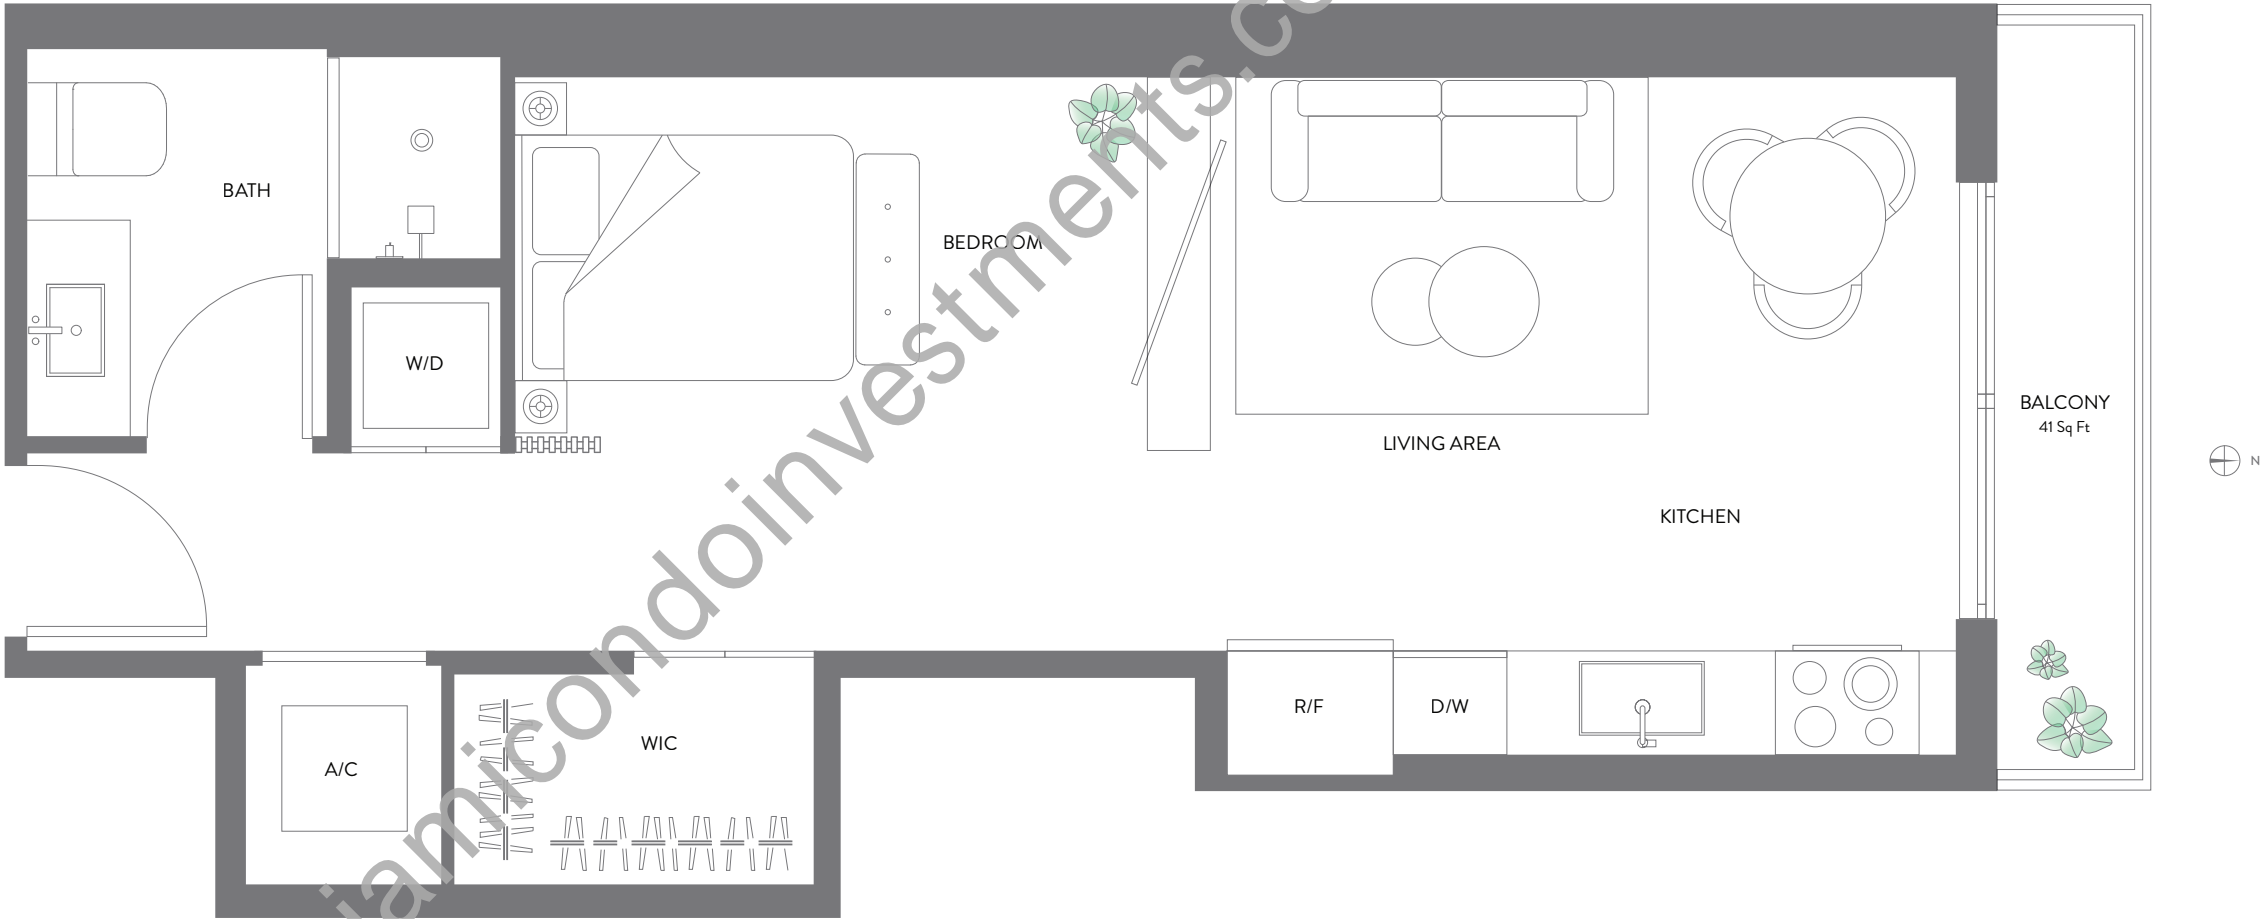 BATH
BEDROOM
W/D
BALCONY
41 Sq Ft
LIVING AREA
N
KITCHEN
R/F
D/W
WIC
A/C